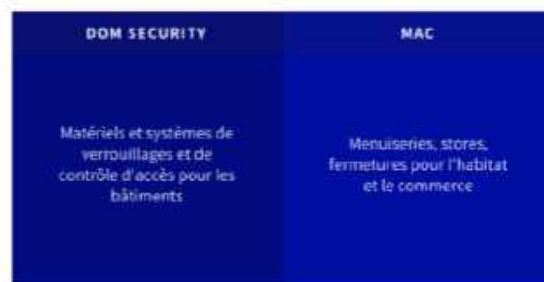 DOM SECURITY
Matériels et systèmes de
verrouillages et de
contrôle d'accès pour les
bâtiments
MAC
Menuiseries, stores,
fermetures pour l'habitat
et le commerce